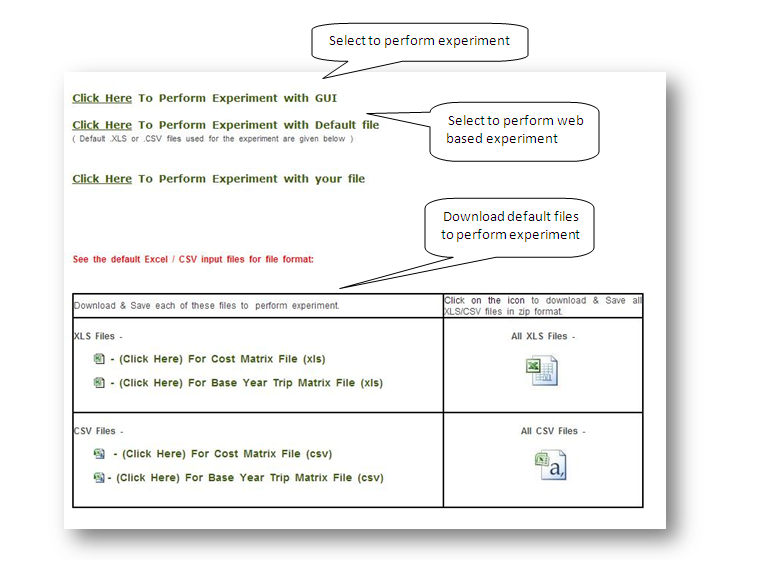 Select to perform experiment
Click Here To Perform Experiment with GUI
Select to perform web
based experiment
Click Here To Perform Experiment with Default file
( Default .XLS or .CSV files used for the experiment are given below )
Click Here To Perform Experiment with your file
Download default files
to perform experiment
See the default Excel / CSV input files for file format:
Download & Save each of these files to perform experiment.
Click on the icon to download & Save all
XLS/CSV files in zip format.
XLS Files -
- (Click Here) For Cost Matrix File (xls)
- (Click Here) For Base Year Trip Matrix File (xls)
All XLS Files -
CSV Files -
- (Click Here) For Cost Matrix File (csv)
- (Click Here) For Base Year Trip Matrix File (csv)
All CSV Files -
a,